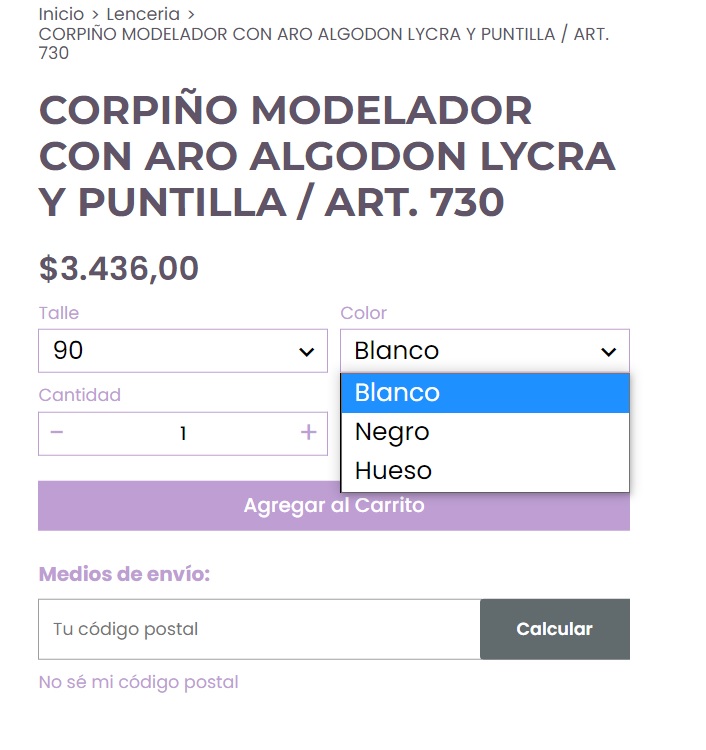 Inicio > Lenceria >
CORPIÑO MODELADOR CON ARO ALGODON LYCRA Y PUNTILLA / ART.
730
CORPIÑO MODELADOR
CON ARO ALGODON LYCRA
Y PUNTILLA / ART. 730
$3.436,00
Talle
Color
90
Blanco
Blanco
Negro
Hueso
Cantidad
− 1 +
Agregar al Carrito
Medios de envío:
Tu código postal
Calcular
No sé mi código postal